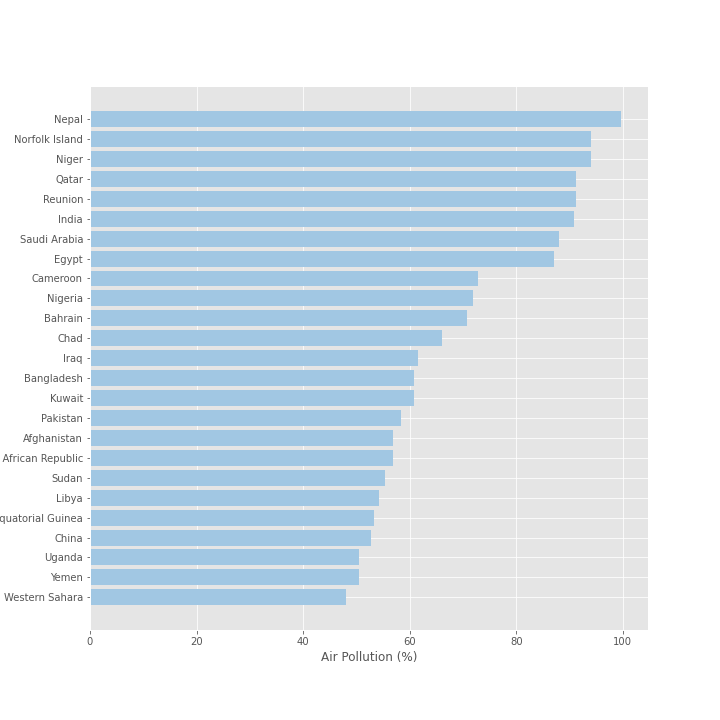 Nepal
Norfolk Island
Niger
Qatar
Reunion
India
Saudi Arabia
Egypt
Cameroon
Nigeria
Bahrain
Chad
Iraq
Bangladesh
Kuwait
Pakistan
Afghanistan
African Republic
Sudan
Libya
quatorial Guinea
China
Uganda
Yemen
Western Sahara
0 20 40 60 80 100
Air Pollution (%)